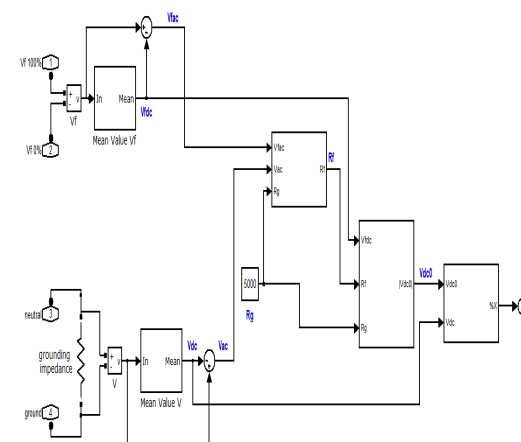 Vfac
Vf 100%
1
+
-
v
In
Mean
Vf
Vfdc
Mean Value Vf
Vf 0%
2
Vfac
Vac
Rg
Rf
Rf
5000
Rg
Vfdc
Rf
Rg
|Vdc0|
Vdc0
Vdc0
Vdc
%X
neutral
3
grounding
impedance
+
-
v
V
In
Mean
Mean Value V
Vdc
Vac
ground
4